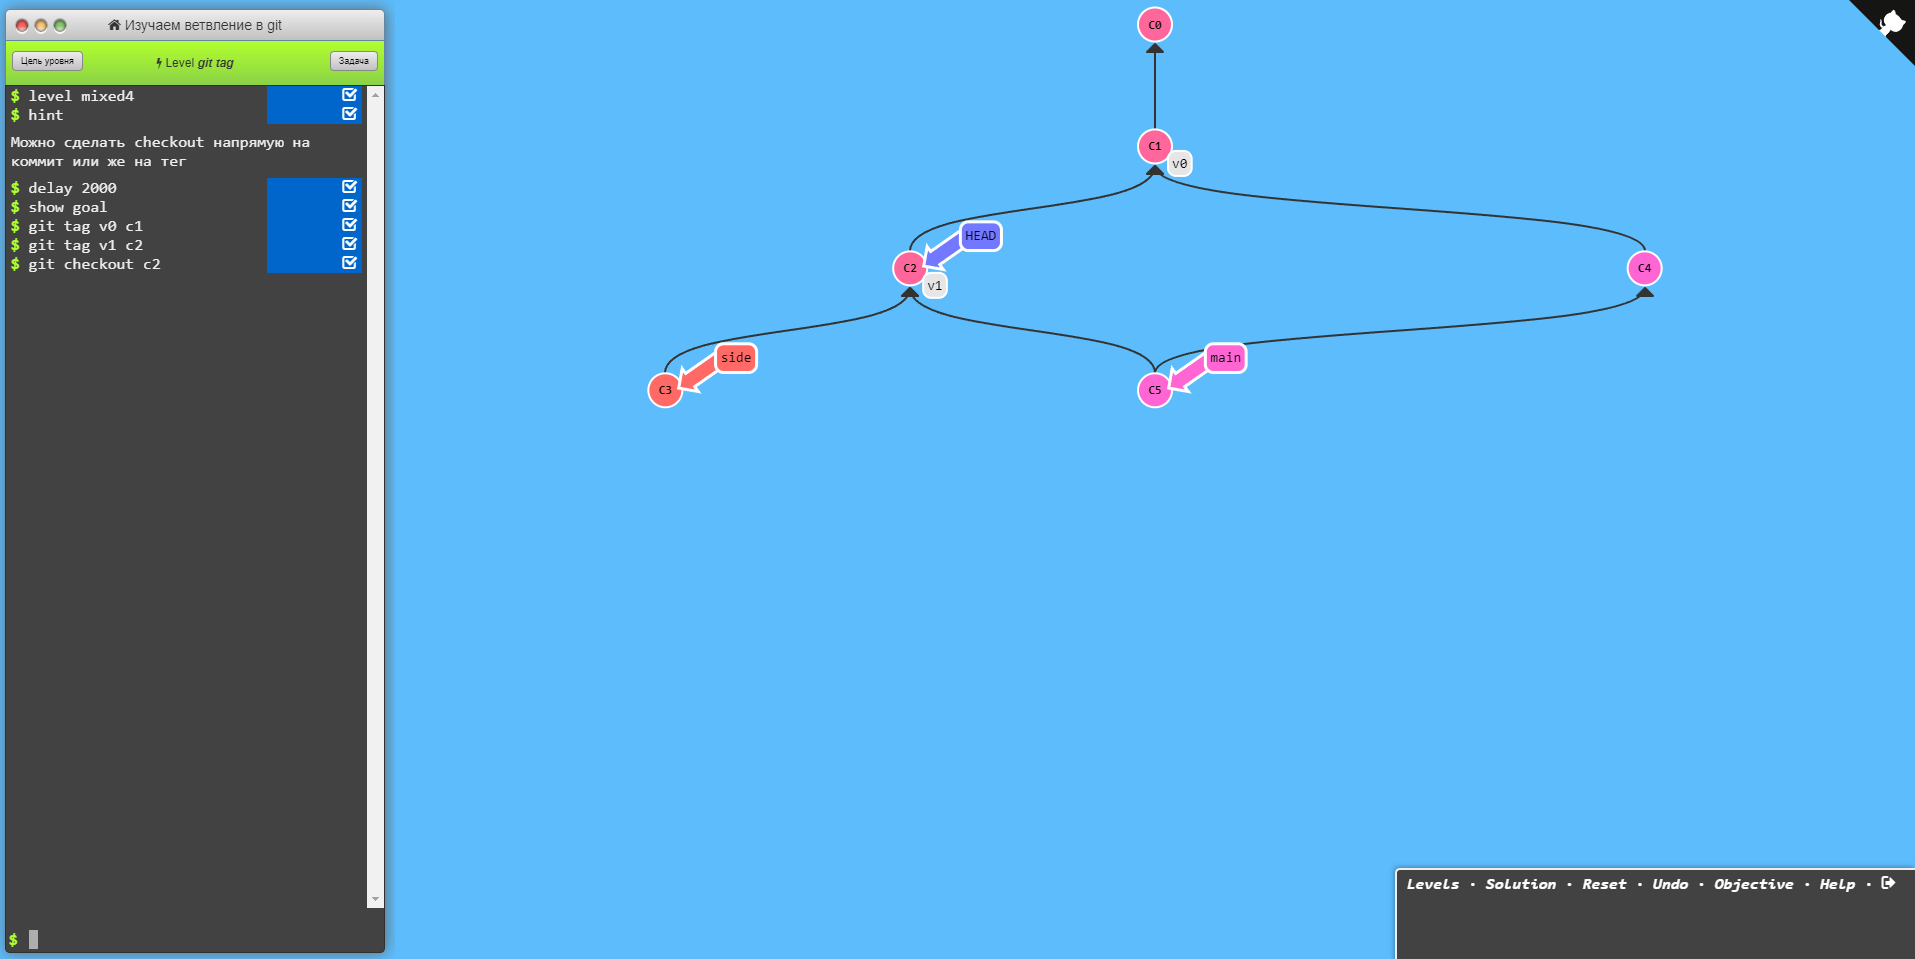 Изучаем ветвление в git
Цель уровня
Level git tag
Задача
$ level mixed4
$ hint
Можно сделать checkout напрямую на
коммит или же на тег
$ delay 2000
$ show goal
$ git tag v0 c1
$ git tag v1 c2
$ git checkout c2
$
C0
C1
v0
HEAD
C2
v1
C4
side
main
C3
C5
Levels · Solution · Reset · Undo · Objective · Help ·